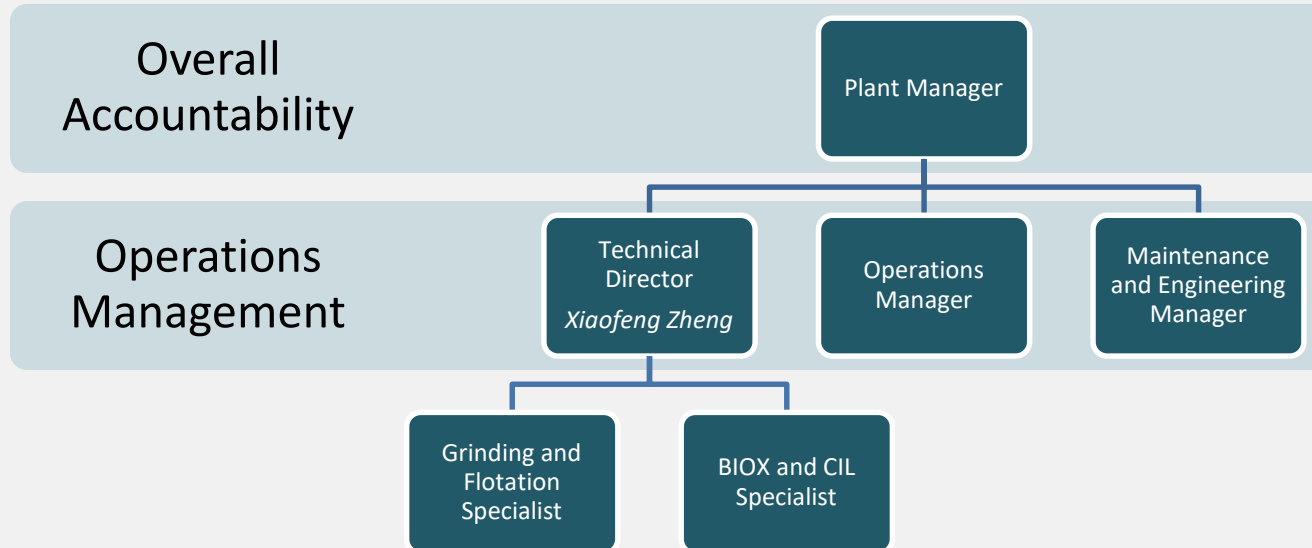 Overall
Accountability
Plant Manager
Operations
Management
Technical
Director
Xiaofeng Zheng
Operations
Manager
Maintenance
and Engineering
Manager
Grinding and
Flotation
Specialist
BIOX and CIL
Specialist